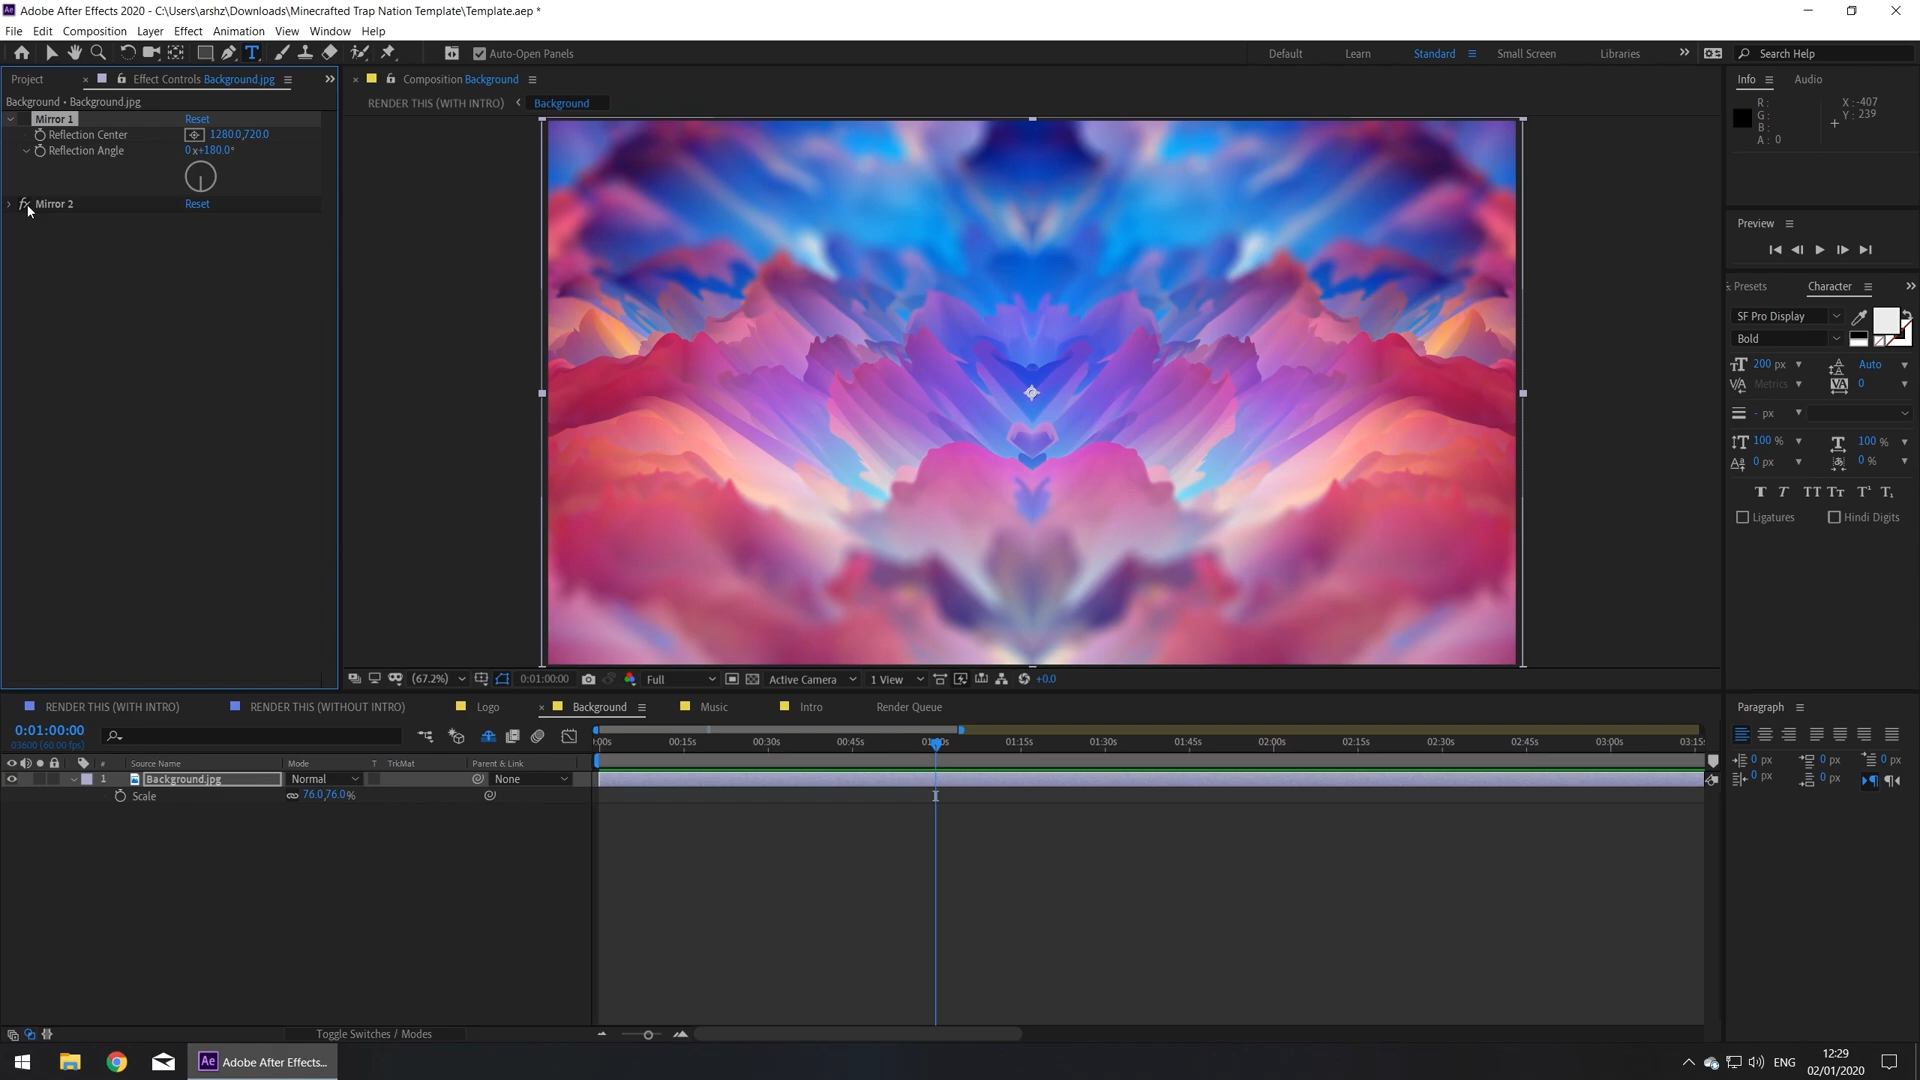 Adobe After Effects 2020 - C:\Users\arshz\Downloads\Minecrafted Trap Nation Template\Template.aep *
File Edit Composition Layer Effect Animation View Window Help
Auto-Open Panels Default Learn Standard Small Screen Libraries Search Help
Project Effect Controls Background.jpg Composition Background Info Audio
Background • Background.jpg
RENDER THIS (WITH INTRO) Background
Mirror 1 Reset
Reflection Center 1280.0,720.0
Reflection Angle 0x+180.0°
fx Mirror 2 Reset
R: X: -407
G: Y: 239
B:
A: 0
Preview
Presets Character
SF Pro Display
Bold
200 px Auto
Metrics 0
- px
100 % 100 %
0 px 0 %
T T TT Tт T¹ T₁
Ligatures Hindi Digits
(67.2%) 0:01:00:00 Full Active Camera 1 View +0.0
RENDER THIS (WITH INTRO) RENDER THIS (WITHOUT INTRO) Logo Background Music Intro Render Queue
Paragraph
0:01:00:00
03600 (60.00 fps)
:00s 00:15s 00:30s 00:45s 01:00s 01:15s 01:30s 01:45s 02:00s 02:15s 02:30s 02:45s 03:00s 03:15s
# Source Name Mode T TrkMat Parent & Link
1 Background.jpg Normal None
Scale 76.0,76.0%
0 px 0 px 0 px
0 px 0 px
Toggle Switches / Modes
Adobe After Effects...
ENG
12:29
02/01/2020